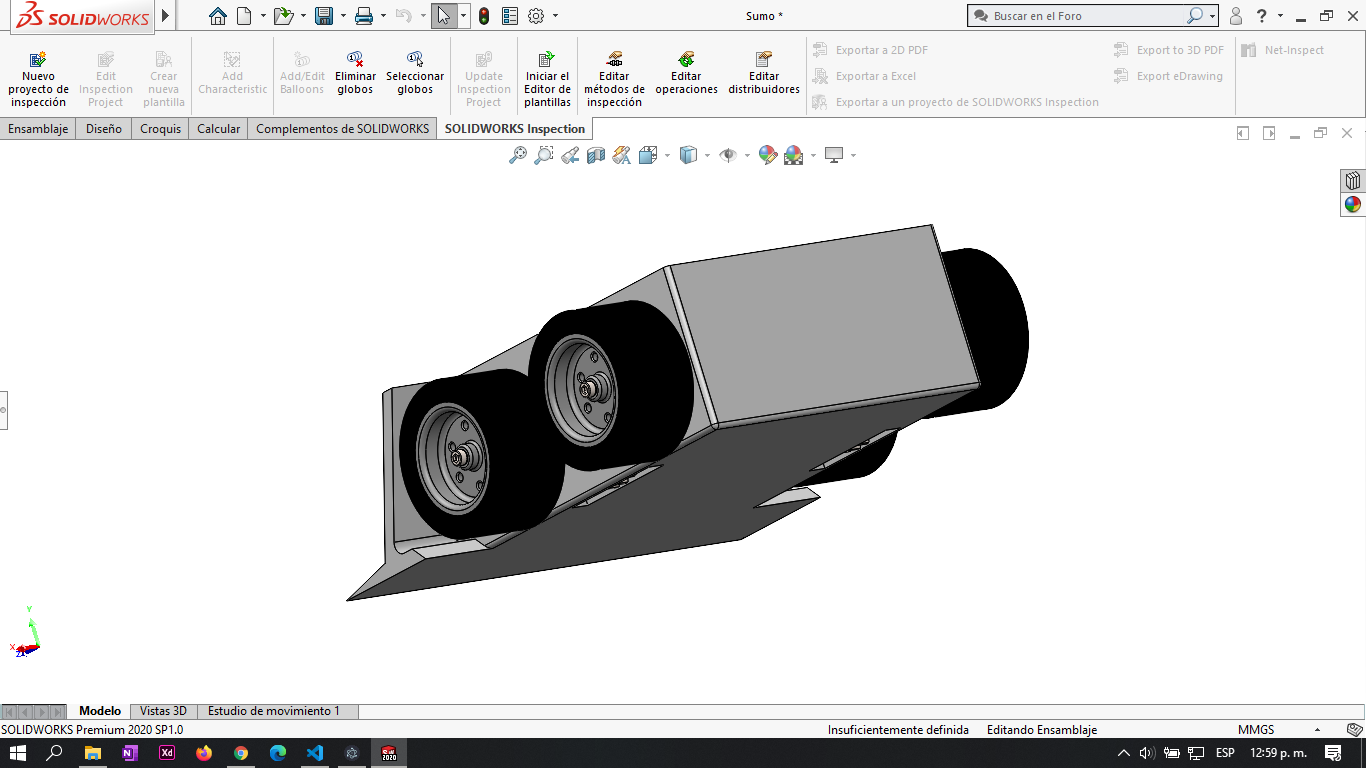 SOLIDWORKS
Sumo *
Buscar en el Foro
?
Nuevo proyecto de inspección
Edit Inspection Project
Crear nueva plantilla
Add Characteristic
Add/Edit Balloons
Eliminar globos
Seleccionar globos
Update Inspection Project
Iniciar el Editor de plantillas
Editar métodos de inspección
Editar operaciones
Editar distribuidores
Exportar a 2D PDF
Exportar a Excel
Exportar a un proyecto de SOLIDWORKS Inspection
Export to 3D PDF
Export eDrawing
Net-Inspect
Ensamblaje
Diseño
Croquis
Calcular
Complementos de SOLIDWORKS
SOLIDWORKS Inspection
Y
X
Z
Modelo
Vistas 3D
Estudio de movimiento 1
SOLIDWORKS Premium 2020 SP1.0
Insuficientemente definida
Editando Ensamblaje
MMGS
N
Xd
SW
2020
ESP
12:59 p. m.